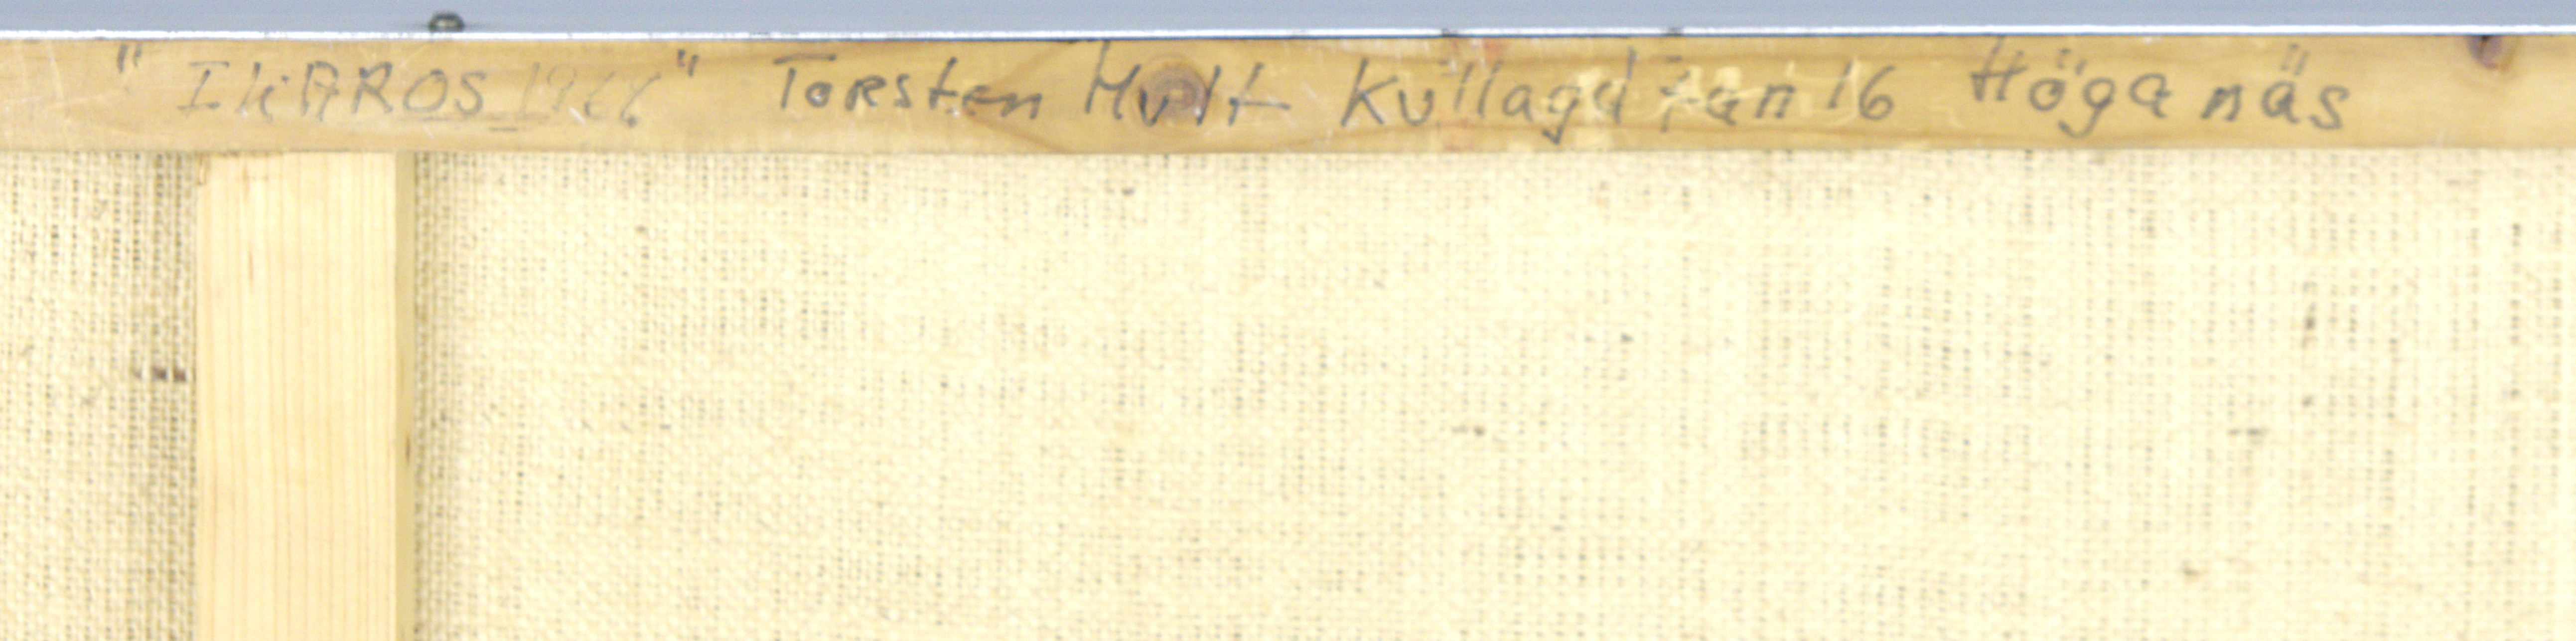 "IKAROS 1966" Torsten Hult Kullagatan 16 Höganäs